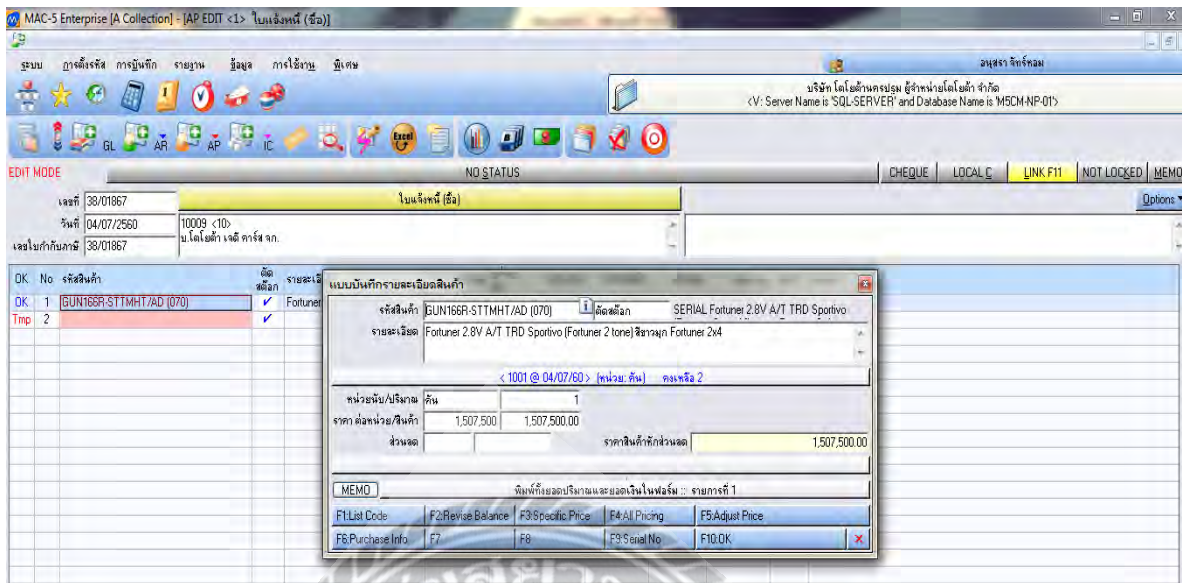 MAC-5 Enterprise [A Collection] - [AP EDIT <1> ใบแจ้งหนี้ (ซื้อ)]
ระบบ การตั้งรหัส การบันทึก รายงาน ข้อมูล การใช้งาน พิเศษ
อนุสรา จันทร์หอม
บริษัท โตโยต้านครปฐม ผู้จำหน่ายโตโยต้า จำกัด
<V: Server Name is 'SQL-SERVER' and Database Name is 'M5CM-NP-01'>
GL AR AP IC Excel
EDIT MODE NO STATUS CHEQUE LOCAL C LINK F11 NOT LOCKED MEMO
เลขที่ 38/01867 ใบแจ้งหนี้ (ซื้อ) Options
วันที่ 04/07/2560 10009 <10>
เลขใบกำกับภาษี 38/01867 บ.โตโยต้า เจดี คาร์ส จก.
OK No รหัสสินค้า ตัดสต๊อก
OK 1 GUN166R-STTMHT/AD (070) Fortuner
Tmp 2
แบบบันทึกรายละเอียดสินค้า
รหัสสินค้า GUN166R-STTMHT/AD (070) ตัดสต๊อก SERIAL Fortuner 2.8V A/T TRD Sportivo
รายละเอียด Fortuner 2.8V A/T TRD Sportivo (Fortuner 2 tone) สีขาวมุก Fortuner 2x4
< 1001 @ 04/07/60 > (หน่วย: คัน) คงเหลือ 2
หน่วยนับ/ปริมาณ คัน 1
ราคา ต่อหน่วย/สินค้า 1,507,500 1,507,500.00
ส่วนลด ราคาสินค้าหักส่วนลด 1,507,500.00
MEMO พิมพ์ทั้งยอดปริมาณและยอดเงินในฟอร์ม :: รายการที่ 1
F1:List Code F2:Revise Balance F3:Specific Price F4:All Pricing F5:Adjust Price
F6:Purchase Info F7 F8 F9:Serial No F10:OK